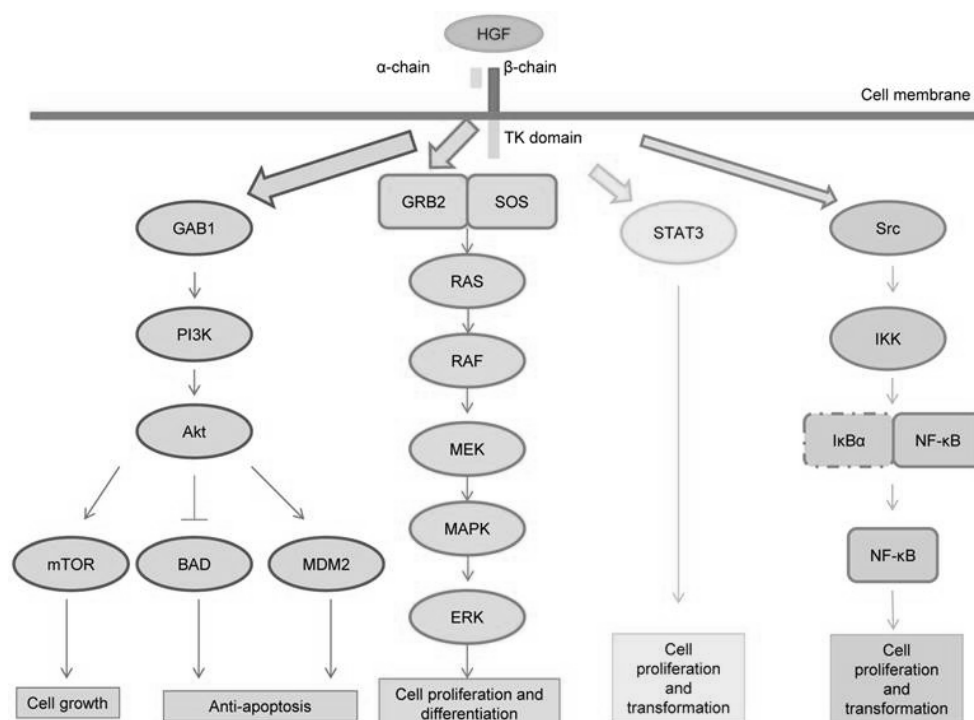 HGF
α-chain
β-chain
Cell membrane
TK domain
GRB2
SOS
GAB1
STAT3
Src
RAS
PI3K
RAF
IKK
Akt
MEK
IκBα
NF-κB
MAPK
mTOR
BAD
MDM2
NF-κB
ERK
Cell growth
Anti-apoptosis
Cell proliferation and
differentiation
Cell
proliferation
and
transformation
Cell
proliferation
and
transformation